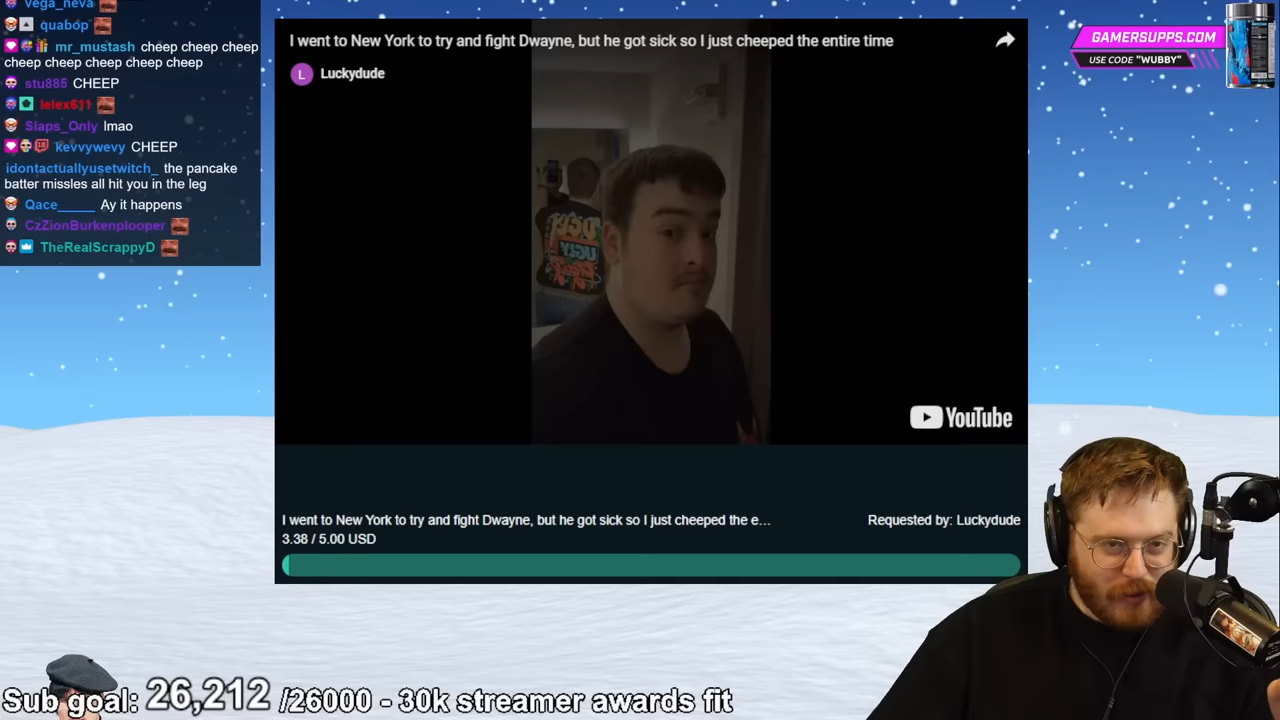 vega_neva
quabop
mr_mustash cheep cheep cheep
cheep cheep cheep cheep cheep
stu885 CHEEP
lelex611
Slaps_Only lmao
kevvywevy CHEEP
idontactuallyusetwitch_ the pancake
batter missles all hit you in the leg
Qace_____ Ay it happens
CzZionBurkenplooper
TheRealScrappyD
I went to New York to try and fight Dwayne, but he got sick so I just cheeped the entire time
L Luckydude
UGLY
YouTube
I went to New York to try and fight Dwayne, but he got sick so I just cheeped the e...
Requested by: Luckydude
3.38 / 5.00 USD
GAMERSUPPS.COM
USE CODE "WUBBY"
Sub goal: 26,212 /26000 - 30k streamer awards fit